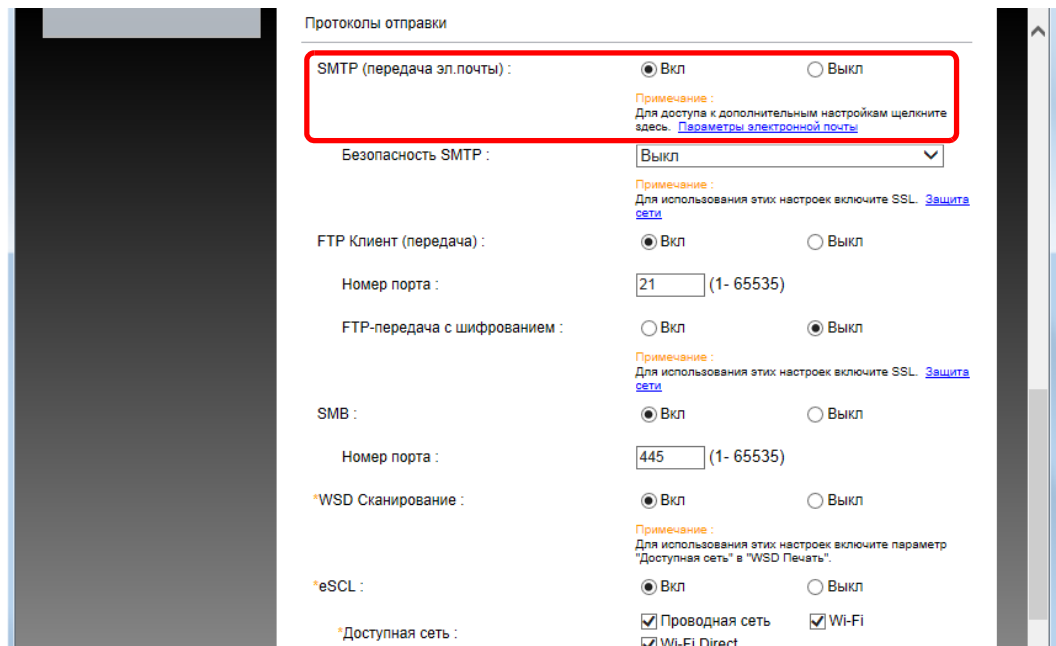 Протоколы отправки
SMTP (передача эл.почты) : Вкл Выкл
Примечание :
Для доступа к дополнительным настройкам щелкните
здесь. Параметры электронной почты
Безопасность SMTP : Выкл
Примечание :
Для использования этих настроек включите SSL. Защита
сети
FTP Клиент (передача) : Вкл Выкл
Номер порта : 21 (1- 65535)
FTP-передача с шифрованием : Вкл Выкл
Примечание :
Для использования этих настроек включите SSL. Защита
сети
SMB : Вкл Выкл
Номер порта : 445 (1- 65535)
*WSD Сканирование : Вкл Выкл
Примечание :
Для использования этих настроек включите параметр
"Доступная сеть" в "WSD Печать".
*eSCL : Вкл Выкл
*Доступная сеть : Проводная сеть Wi-Fi
Wi-Fi Direct